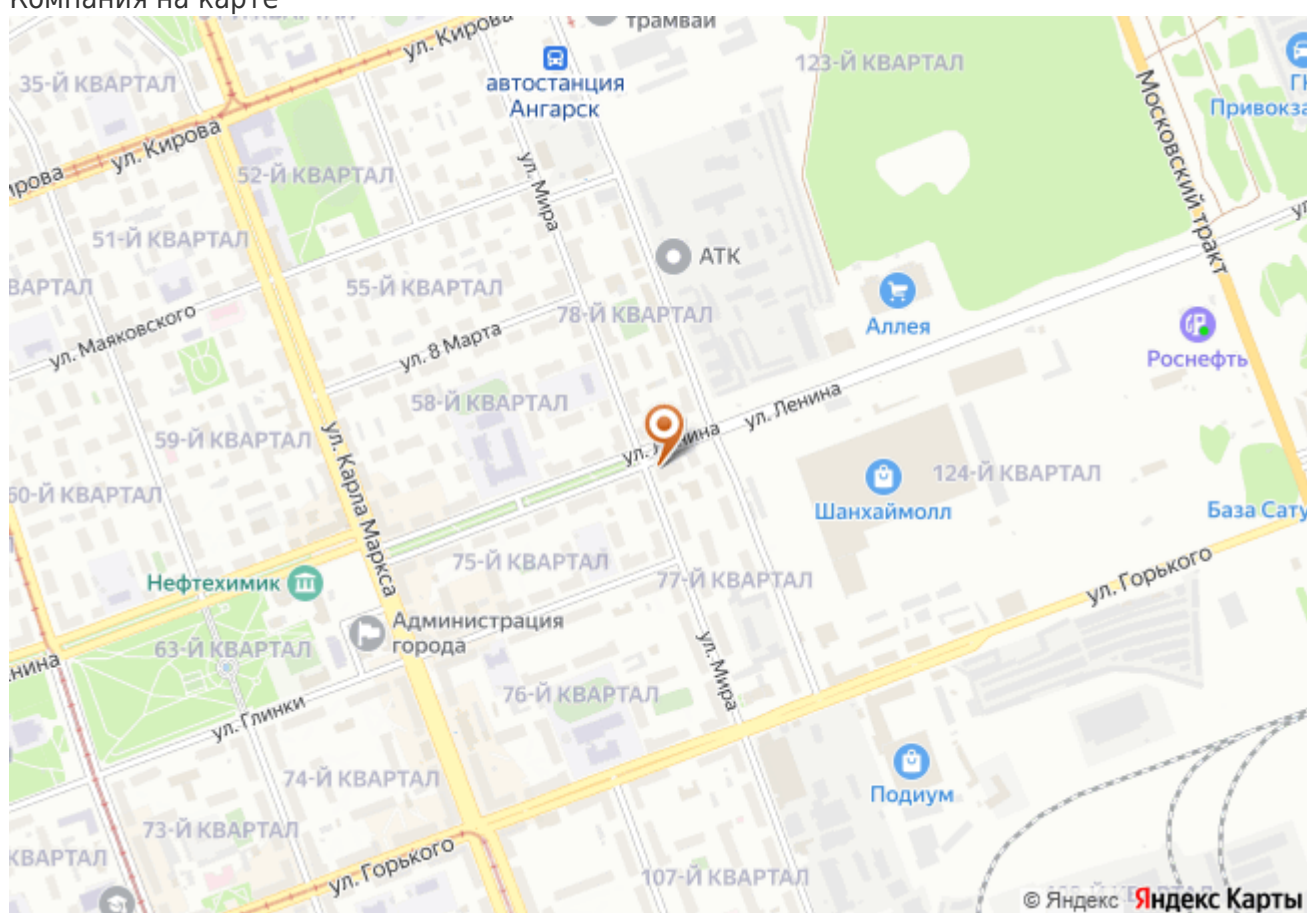 Компания на карте
ул. Кирова
трамвай
автостанция
Ангарск
123-Й КВАРТАЛ
35-Й КВАРТАЛ
Московский тракт
ул. Кирова
ул. Мира
52-Й КВАРТАЛ
51-Й КВАРТАЛ
АТК
55-Й КВАРТАЛ
78-Й КВАРТАЛ
Аллея
ул. Маяковского
ул. 8 Марта
Роснефть
58-Й КВАРТАЛ
ул. Ленина
59-Й КВАРТАЛ
ул. Карла Маркса
124-Й КВАРТАЛ
Шанхаймолл
60-Й КВАРТАЛ
База Сату
75-Й КВАРТАЛ
77-Й КВАРТАЛ
Нефтехимик
ул. Горького
Администрация
города
63-Й КВАРТАЛ
ул. Мира
76-Й КВАРТАЛ
ул. Глинки
74-Й КВАРТАЛ
Подиум
73-Й КВАРТАЛ
КВАРТАЛ
ул. Горького
107-Й КВАРТАЛ
© Яндекс Яндекс Карты